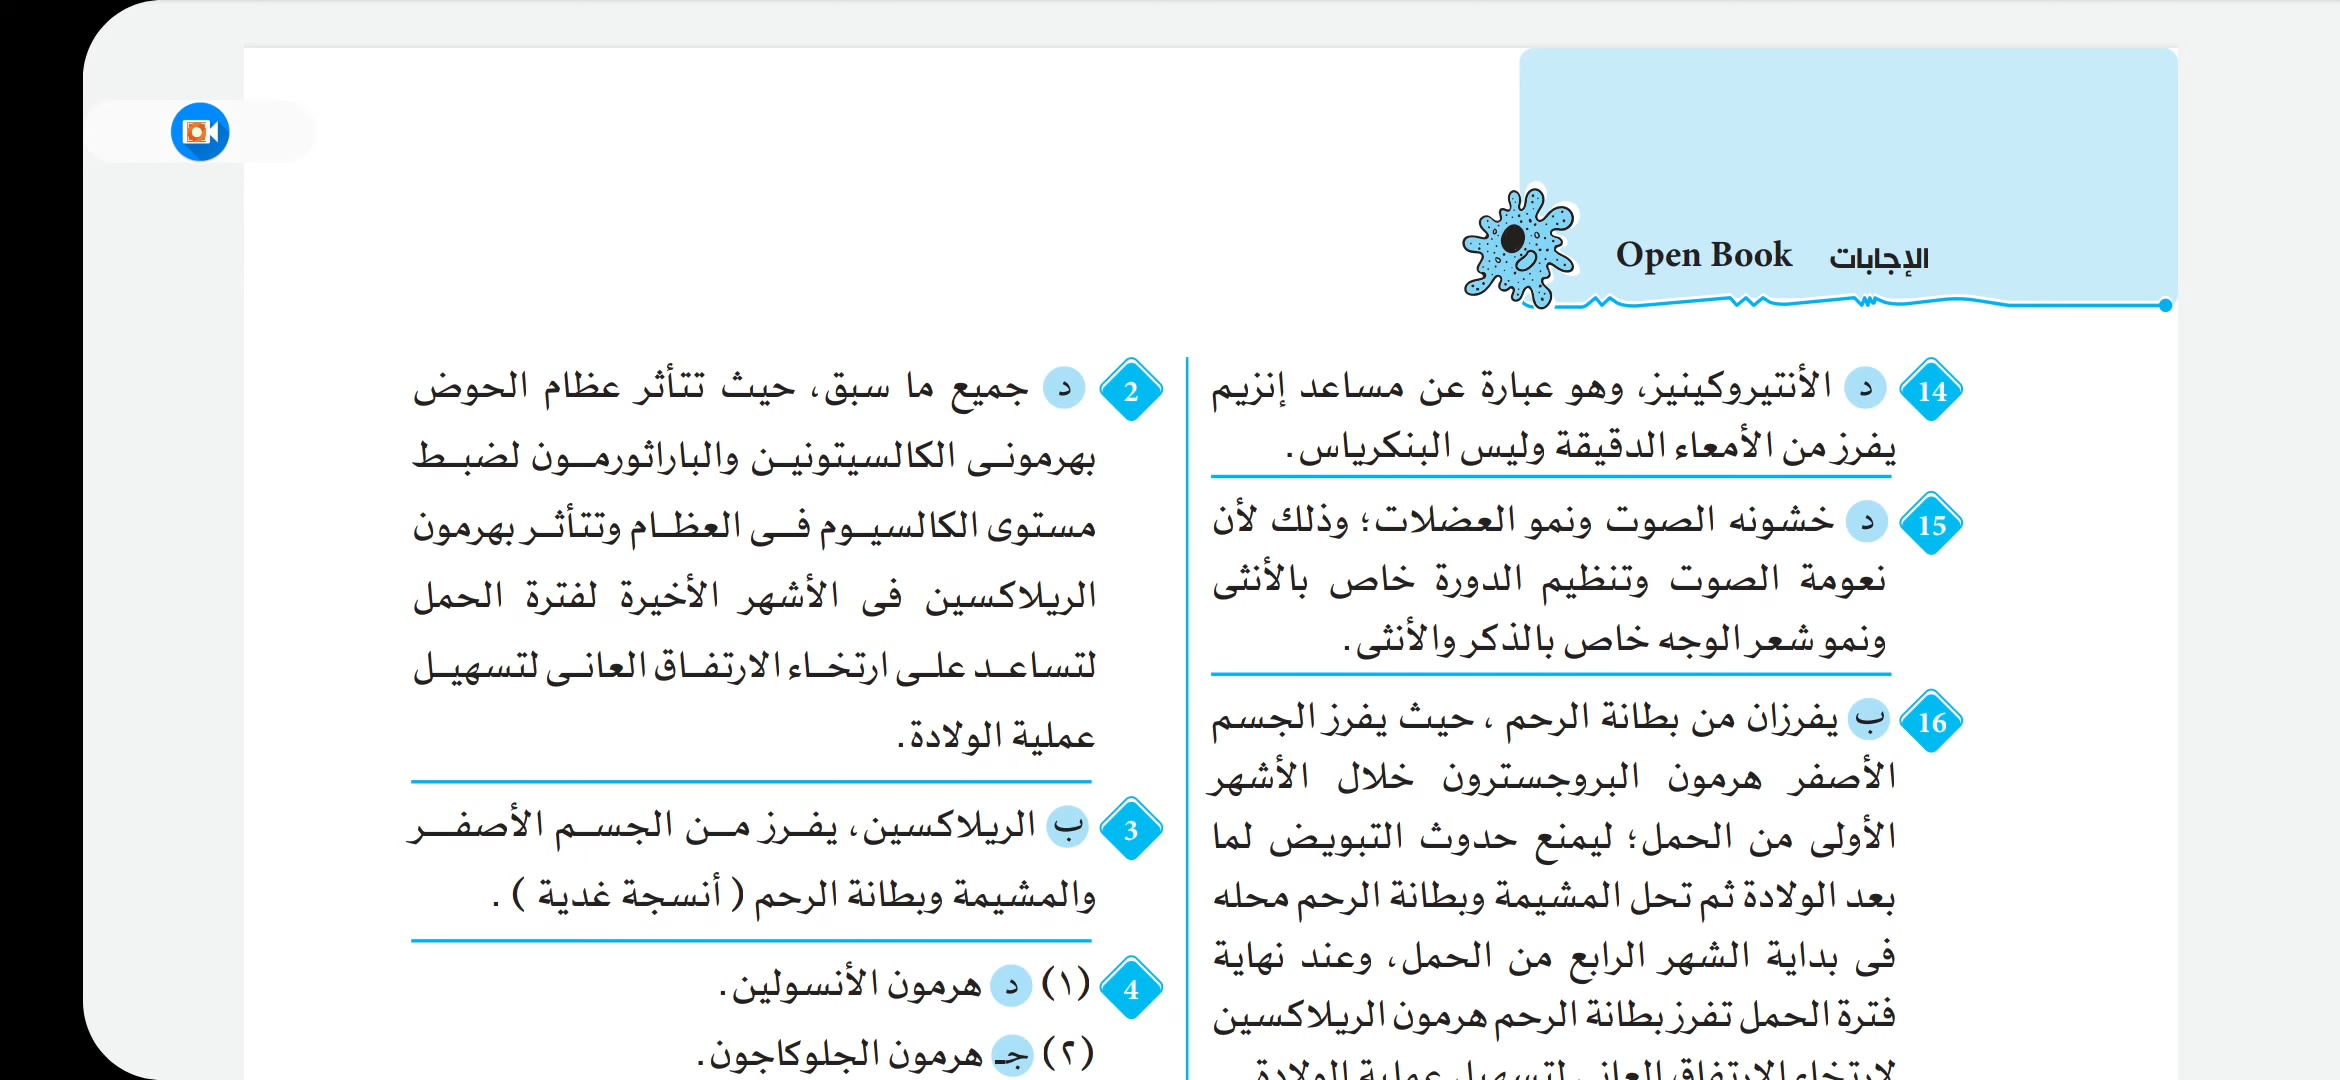 الإجابات Open Book
14 د الأنتيروكينيز، وهو عبارة عن مساعد إنزيم
يفرز من الأمعاء الدقيقة وليس البنكرياس.
15 د خشونه الصوت ونمو العضلات؛ وذلك لأن
نعومة الصوت وتنظيم الدورة خاص بالأنثى
ونمو شعر الوجه خاص بالذكر والأنثى.
16 ب يفرزان من بطانة الرحم ، حيث يفرز الجسم
الأصفر هرمون البروجسترون خلال الأشهر
الأولى من الحمل؛ ليمنع حدوث التبويض لما
بعد الولادة ثم تحل المشيمة وبطانة الرحم محله
فى بداية الشهر الرابع من الحمل، وعند نهاية
فترة الحمل تفرز بطانة الرحم هرمون الريلاكسين
لارتخاء الارتفاق العانى لتسهيل عملية الولادة.
2 د جميع ما سبق، حيث تتأثر عظام الحوض
بهرمونى الكالسيتونين والباراثورمون لضبط
مستوى الكالسيوم فى العظام وتتأثر بهرمون
الريلاكسين فى الأشهر الأخيرة لفترة الحمل
لتساعد على ارتخاء الارتفاق العانى لتسهيل
عملية الولادة.
3 ب الريلاكسين، يفرز من الجسم الأصفر
والمشيمة وبطانة الرحم ( أنسجة غدية ) .
4 (١) د هرمون الأنسولين.
(٢) جـ هرمون الجلوكاجون.